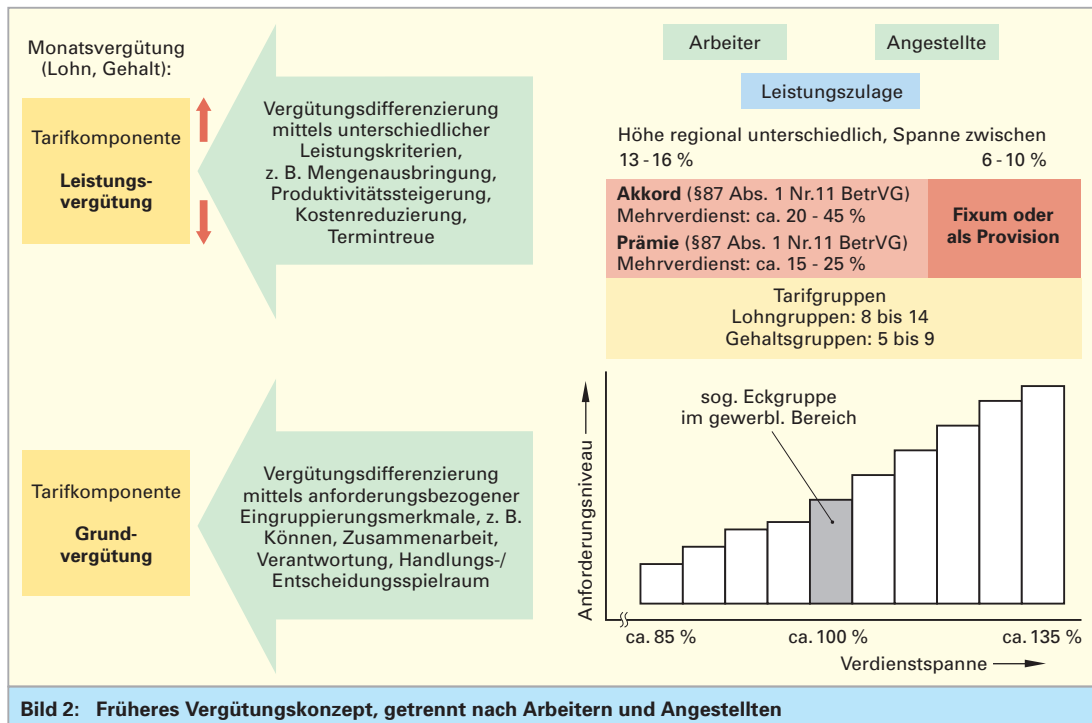 Monatsvergütung
(Lohn, Gehalt):
Tarifkomponente
Leistungs-
vergütung
Vergütungsdifferenzierung
mittels unterschiedlicher
Leistungskriterien,
z. B. Mengenausbringung,
Produktivitätssteigerung,
Kostenreduzierung,
Termintreue
Arbeiter
Angestellte
Leistungszulage
Höhe regional unterschiedlich, Spanne zwischen
13 - 16 %
6 - 10 %
Akkord (§87 Abs. 1 Nr.11 BetrVG)
Mehrverdienst: ca. 20 - 45 %
Prämie (§87 Abs. 1 Nr.11 BetrVG)
Mehrverdienst: ca. 15 - 25 %
Fixum oder
als Provision
Tarifgruppen
Lohngruppen: 8 bis 14
Gehaltsgruppen: 5 bis 9
Tarifkomponente
Grund-
vergütung
Vergütungsdifferenzierung
mittels anforderungsbezogener
Eingruppierungsmerkmale, z. B.
Können, Zusammenarbeit,
Verantwortung, Handlungs-/
Entscheidungsspielraum
Anforderungsniveau
sog. Eckgruppe
im gewerbl. Bereich
ca. 85 %
ca. 100 %
ca. 135 %
Verdienstspanne
Bild 2: Früheres Vergütungskonzept, getrennt nach Arbeitern und Angestellten